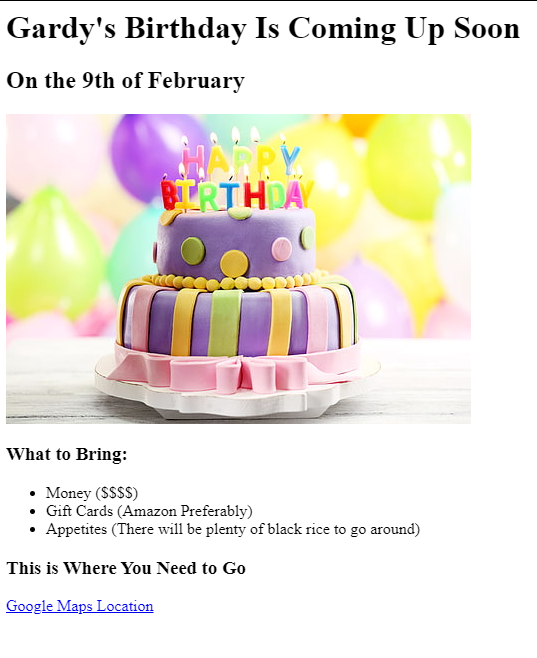 Gardy's Birthday Is Coming Up Soon
On the 9th of February
HAPPY
BIRTHDAY
What to Bring:
Money ($$$$)
Gift Cards (Amazon Preferably)
Appetites (There will be plenty of black rice to go around)
This is Where You Need to Go
Google Maps Location